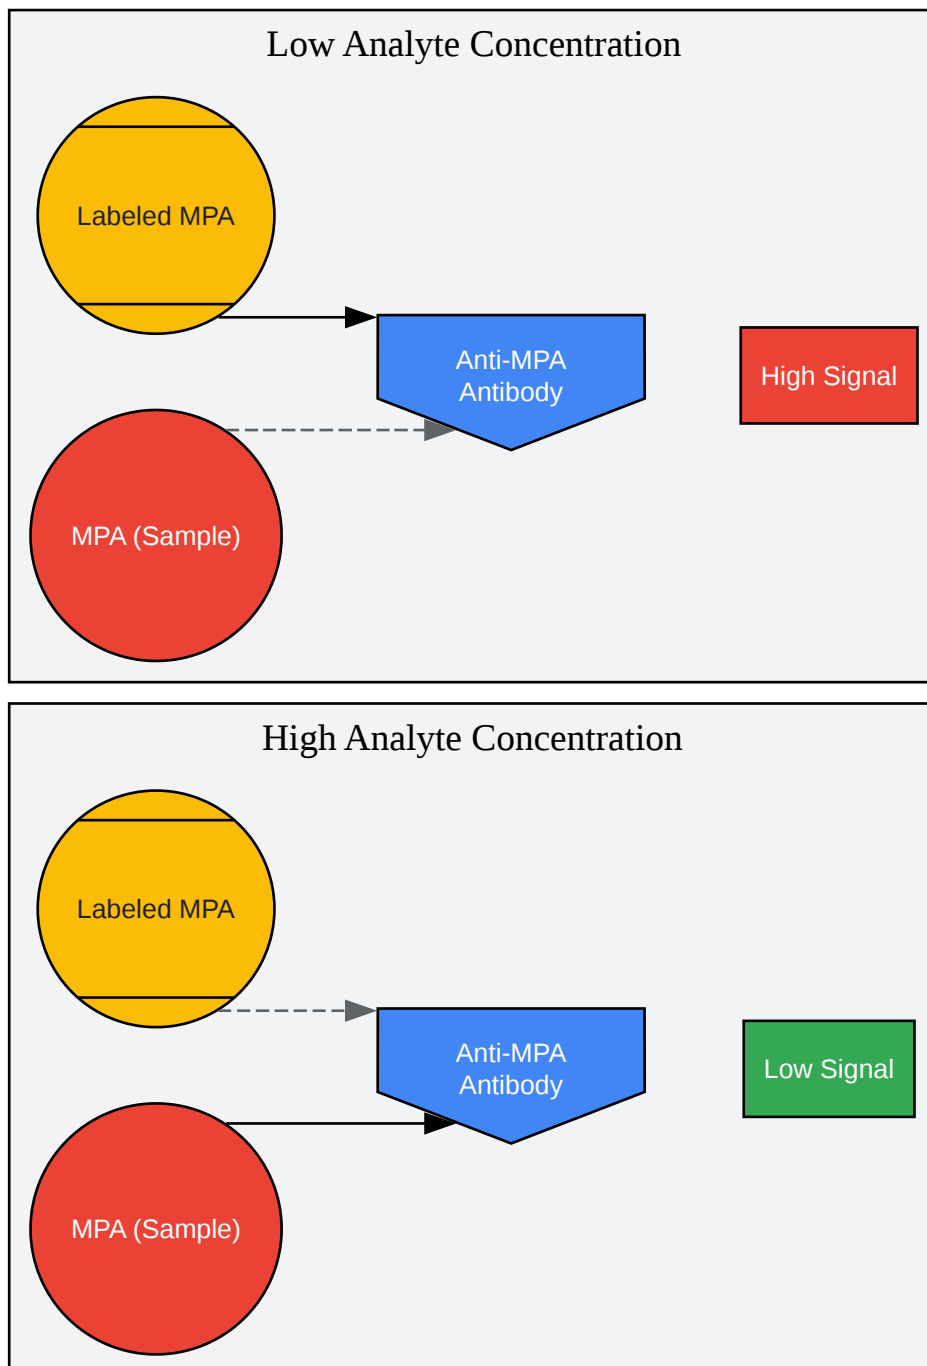 Low Analyte Concentration
Labeled MPA
Anti-MPA
Antibody
High Signal
MPA (Sample)
High Analyte Concentration
Labeled MPA
Anti-MPA
Antibody
Low Signal
MPA (Sample)